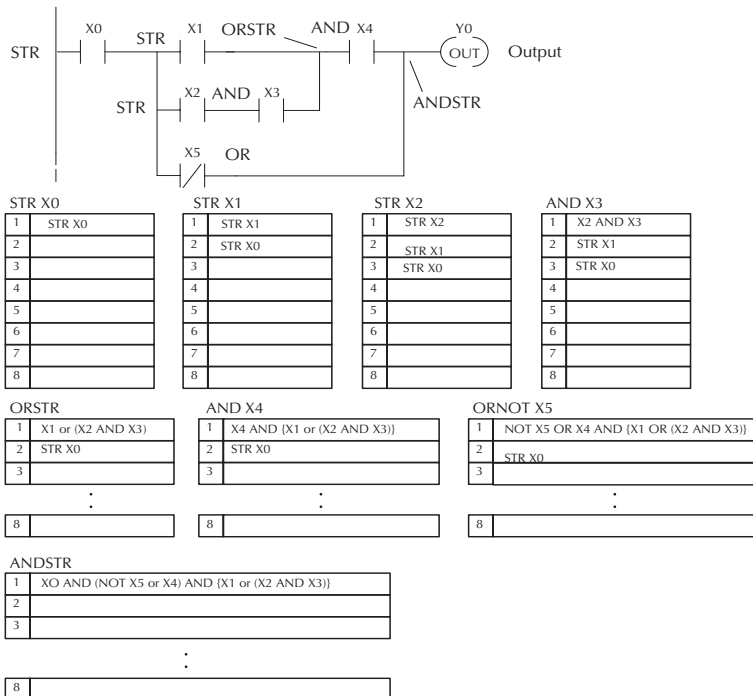 X0 X1 ORSTR AND X4 Y0
STR STR OUT Output
X2 AND X3
STR ANDSTR
X5 OR
STR X0 STR X1 STR X2 AND X3
1 STR X0 1 STR X1 1 STR X2 1 X2 AND X3
2 2 STR X0 2 STR X1 2 STR X1
3 3 3 STR X0 3 STR X0
4 4 4 4
5 5 5 5
6 6 6 6
7 7 7 7
8 8 8 8
ORSTR AND X4 ORNOT X5
1 X1 or (X2 AND X3) 1 X4 AND {X1 or (X2 AND X3)} 1 NOT X5 OR X4 AND {X1 OR (X2 AND X3)}
2 STR X0 2 STR X0 2 STR X0
3 3 3
8 8 8
ANDSTR
1 XO AND (NOT X5 or X4) AND {X1 or (X2 AND X3)}
2
3
8